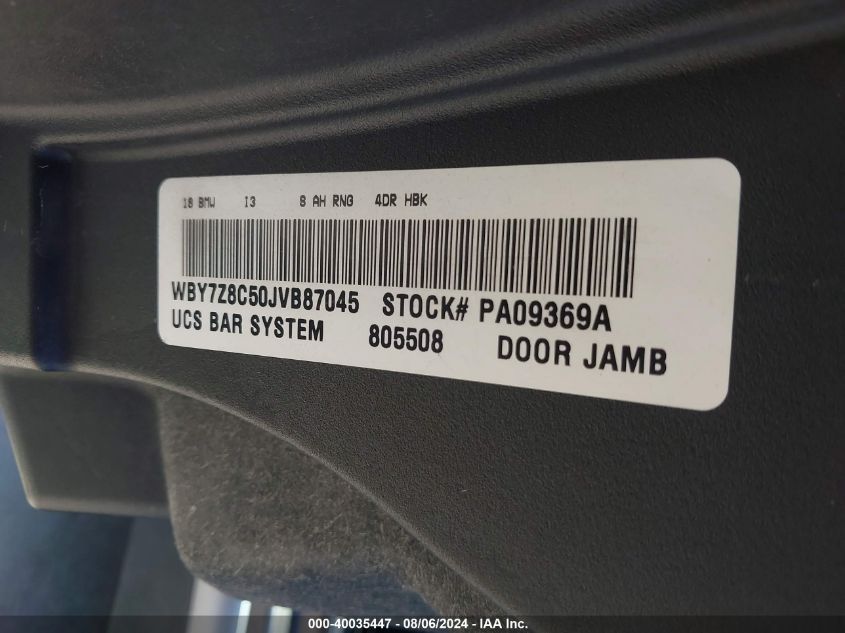 18 BMW I3 8 AH RNG 4DR HBK
WBY7Z8C50JVB87045 STOCK# PA09369A
UCS BAR SYSTEM 805508 DOOR JAMB
000-40035447 - 08/06/2024 - IAA Inc.